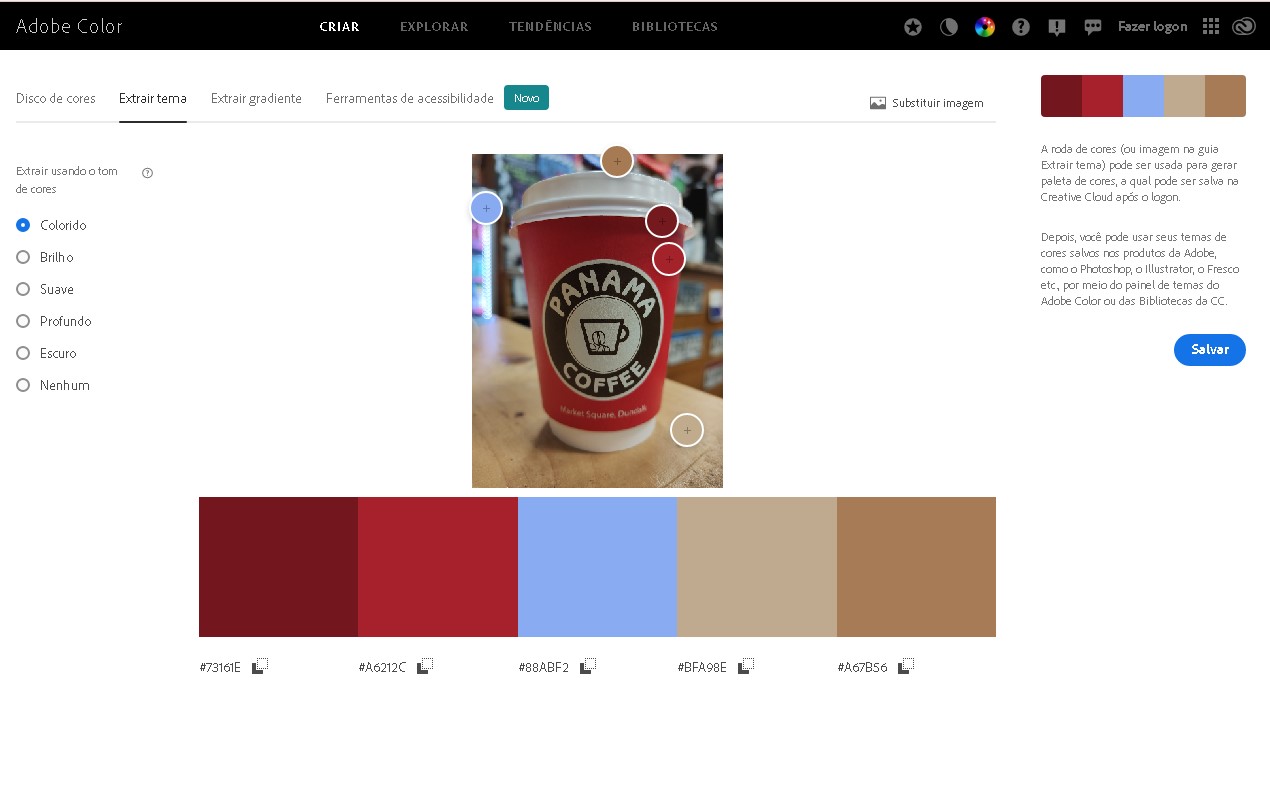 Adobe Color
CRIAR
EXPLORAR
TENDÊNCIAS
BIBLIOTECAS
Fazer logon
Disco de cores
Extrair tema
Extrair gradiente
Ferramentas de acessibilidade
Novo
Substituir imagem
Extrair usando o tom
de cores
Colorido
Brilho
Suave
Profundo
Escuro
Nenhum
PANAMA
COFFEE
Market Square, Dundalk
A roda de cores (ou imagem na guia
Extrair tema) pode ser usada para gerar
paleta de cores, a qual pode ser salva na
Creative Cloud após o logon.
Depois, você pode usar seus temas de
cores salvos nos produtos da Adobe,
como o Photoshop, o Illustrator, o Fresco
etc., por meio do painel de temas do
Adobe Color ou das Bibliotecas da CC.
Salvar
#73161E
#A6212C
#88ABF2
#BFA98E
#A67B56